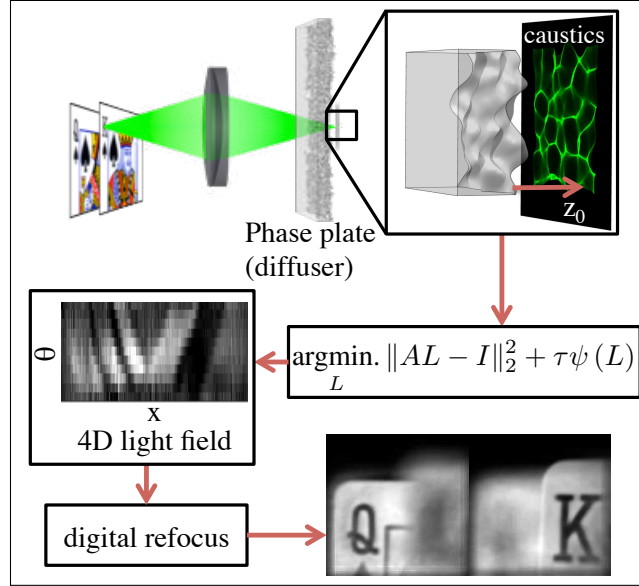 caustics
Q
K
z₀
Phase plate
(diffuser)
argmin. ‖AL − I‖₂² + τψ (L)
L
θ
x
4D light field
digital refocus
Q
K